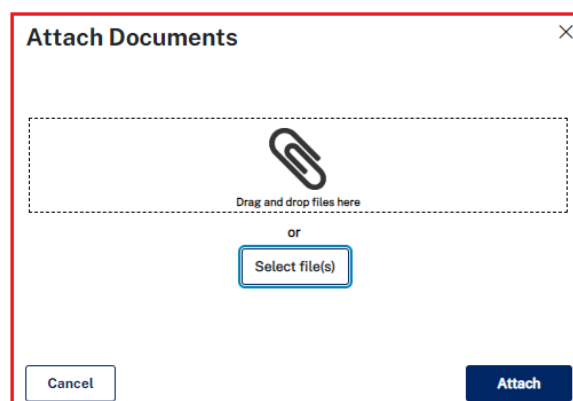 Attach Documents
Drag and drop files here
or
Select file(s)
Cancel
Attach